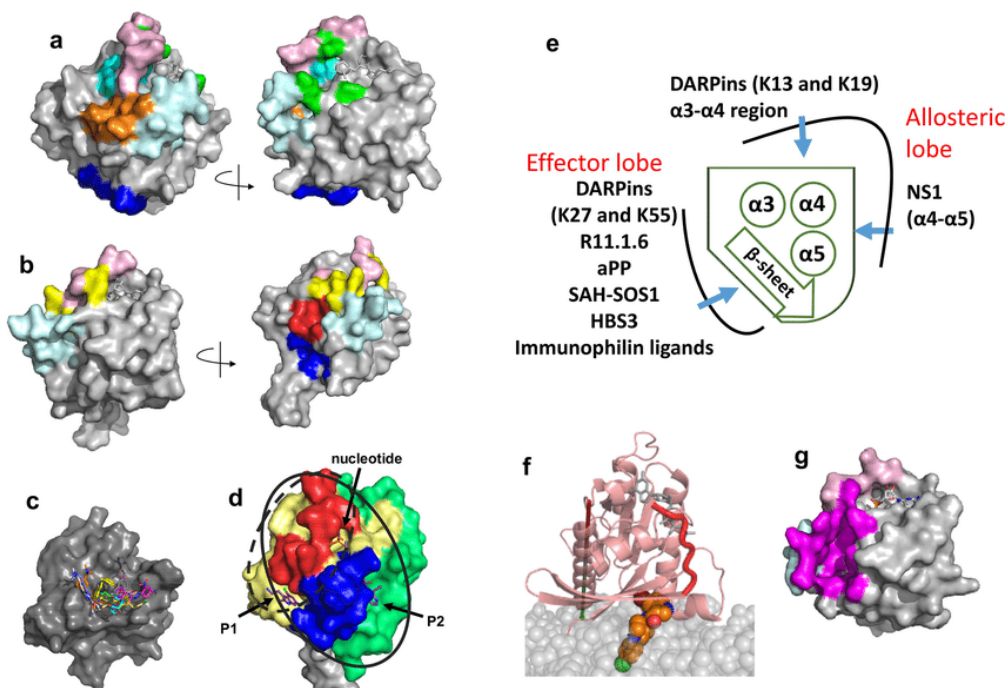 a
b
c
d
nucleotide
P1
P2
e
DARPins (K13 and K19)
α3-α4 region
Allosteric
lobe
Effector lobe
DARPins
(K27 and K55)
R11.1.6
aPP
SAH-SOS1
HBS3
Immunophilin ligands
NS1
(α4-α5)
α3
α4
α5
β-sheet
f
g